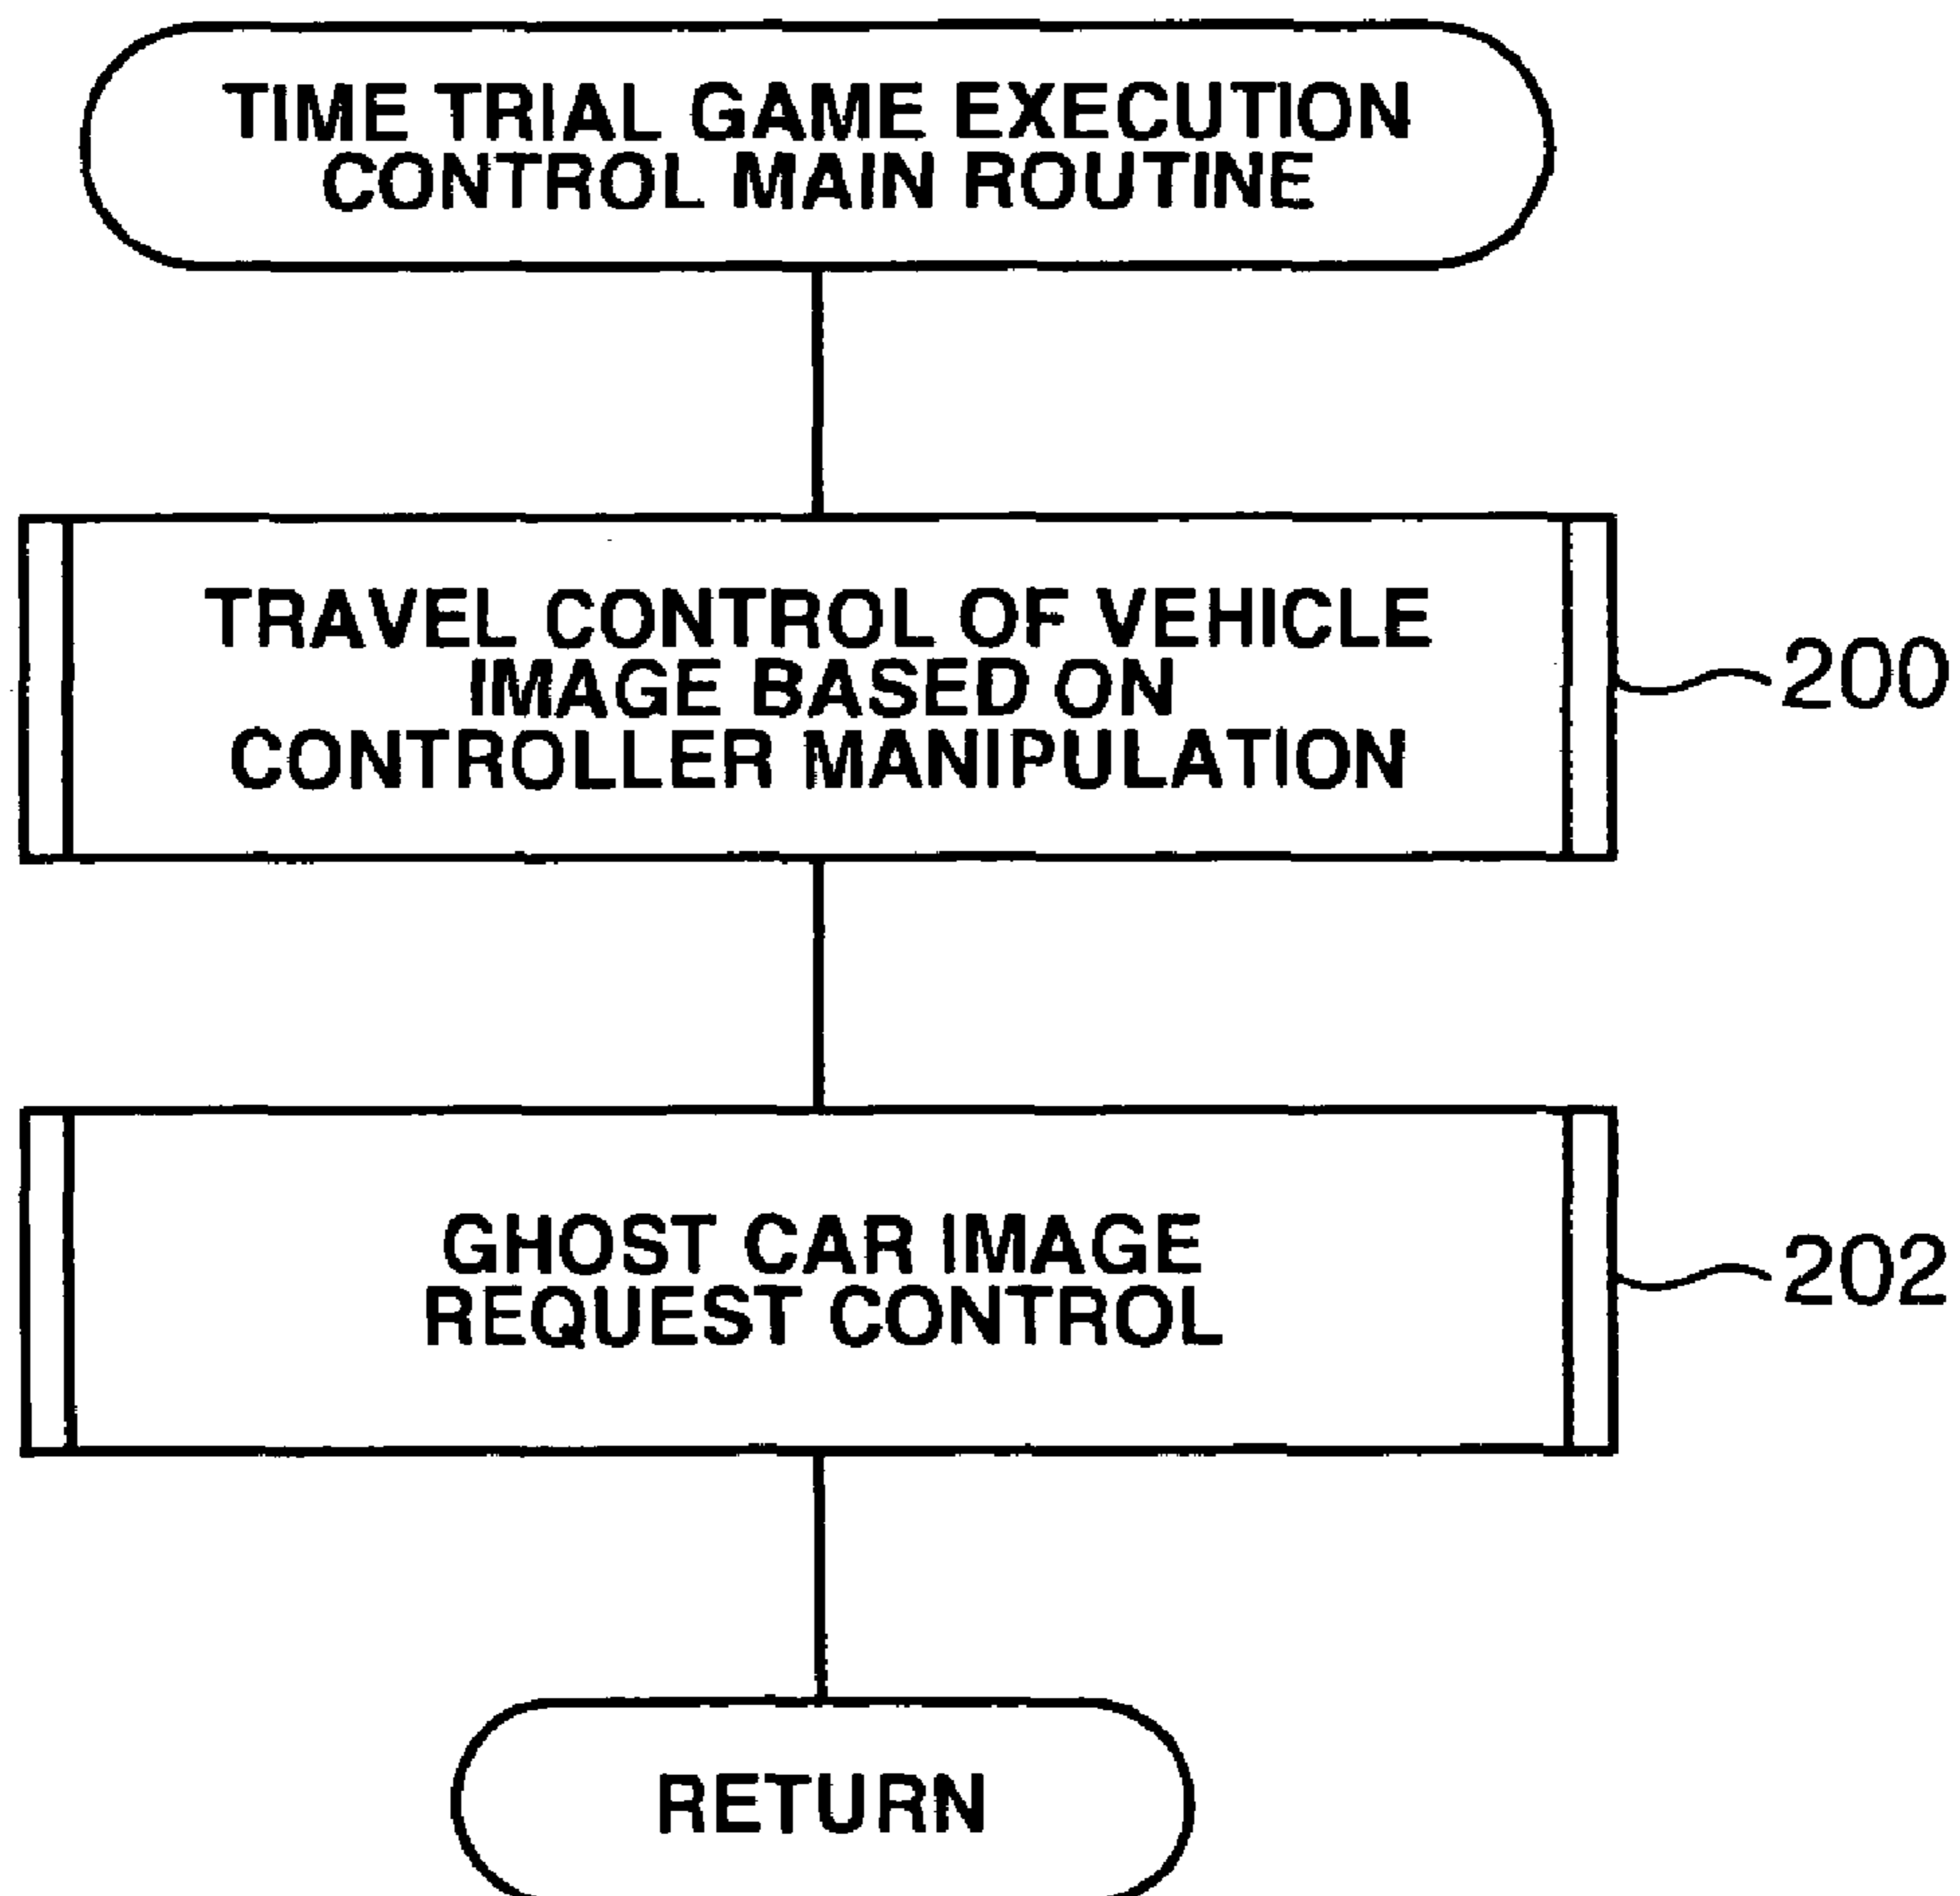 TIME TRIAL GAME EXECUTION
CONTROL MAIN ROUTINE
TRAVEL CONTROL OF VEHICLE
IMAGE BASED ON
CONTROLLER MANIPULATION
200
GHOST CAR IMAGE
REQUEST CONTROL
202
RETURN